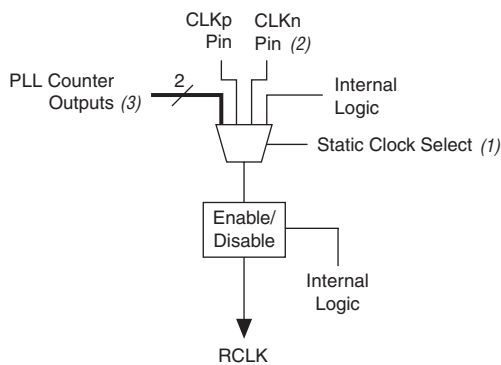 CLKp
Pin
CLKn
Pin (2)
PLL Counter
Outputs (3)
2
Internal
Logic
Static Clock Select (1)
Enable/
Disable
Internal
Logic
RCLK